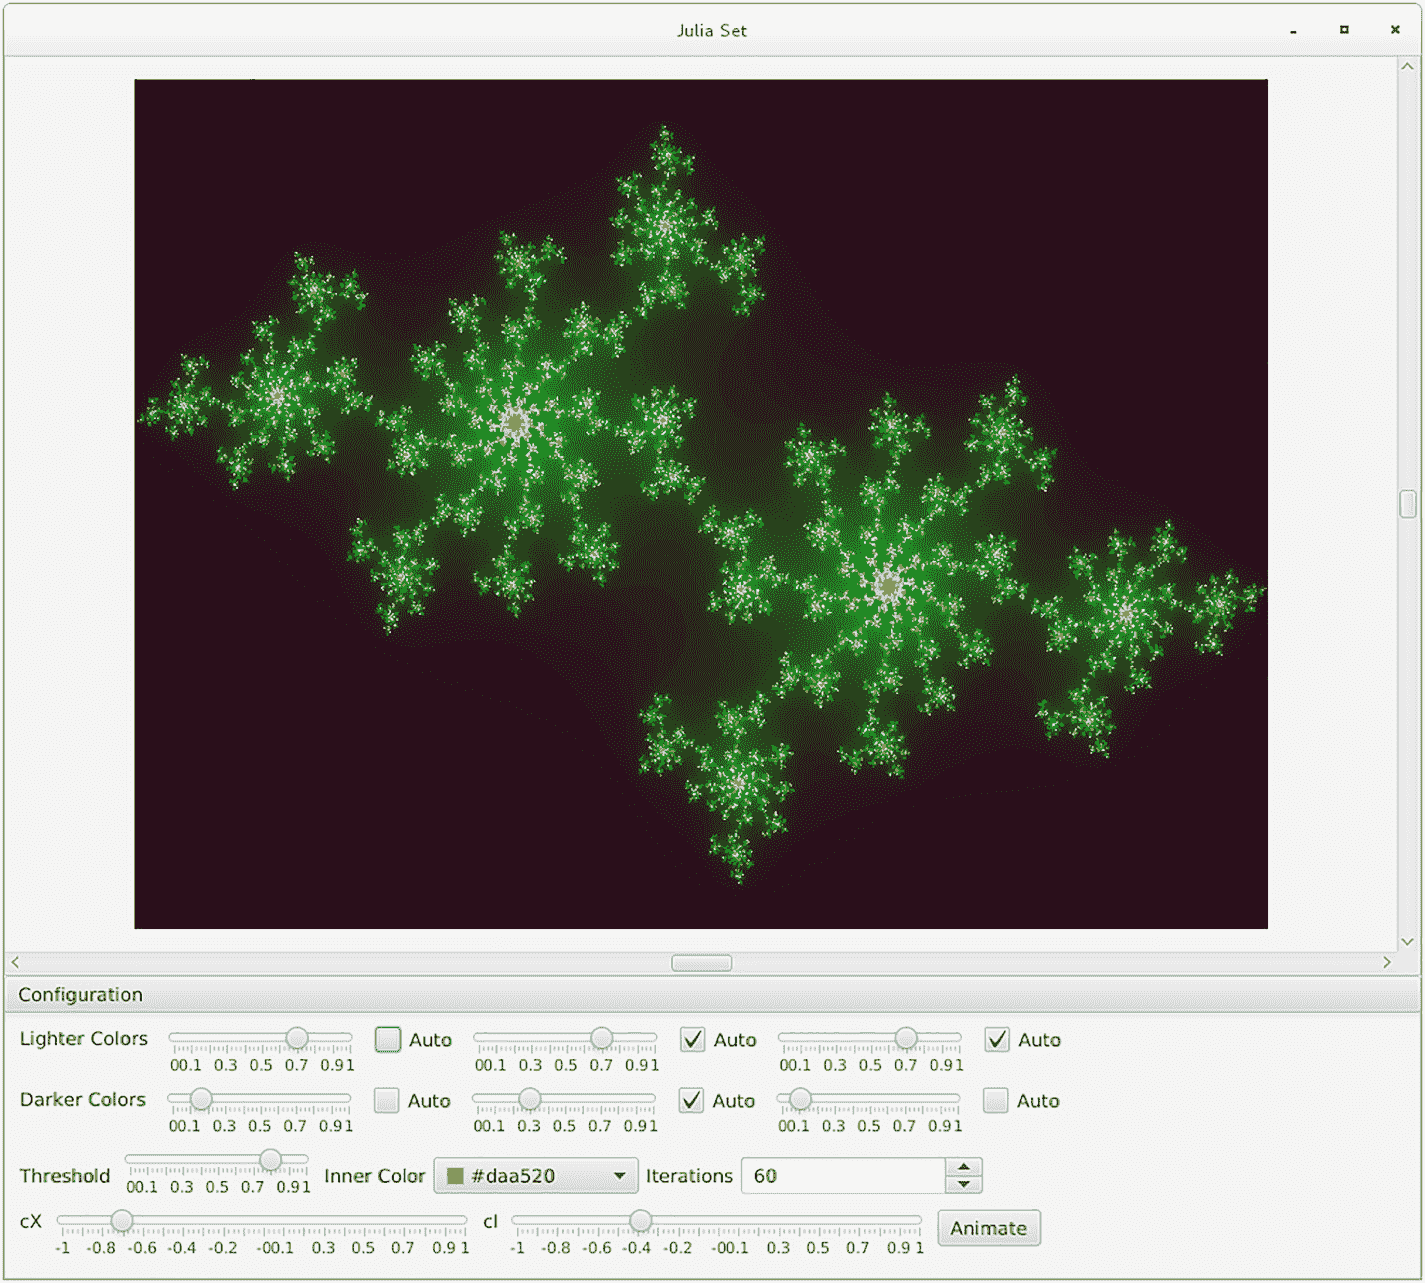 Julia Set
Configuration
Lighter Colors Auto Auto Auto
00.1 0.3 0.5 0.7 0.91 00.1 0.3 0.5 0.7 0.91 00.1 0.3 0.5 0.7 0.91
Darker Colors Auto Auto Auto
00.1 0.3 0.5 0.7 0.91 00.1 0.3 0.5 0.7 0.91 00.1 0.3 0.5 0.7 0.91
Threshold Inner Color #daa520 Iterations 60
00.1 0.3 0.5 0.7 0.91
cX cI Animate
-1 -0.8 -0.6 -0.4 -0.2 -00.1 0.3 0.5 0.7 0.9 1 -1 -0.8 -0.6 -0.4 -0.2 -00.1 0.3 0.5 0.7 0.9 1